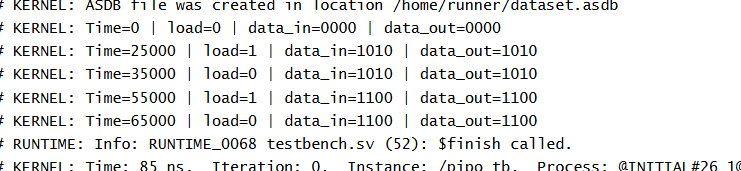 # KERNEL: ASDB file was created in location /home/runner/dataset.asdb
# KERNEL: Time=0 | load=0 | data_in=0000 | data_out=0000
# KERNEL: Time=25000 | load=1 | data_in=1010 | data_out=1010
# KERNEL: Time=35000 | load=0 | data_in=1010 | data_out=1010
# KERNEL: Time=55000 | load=1 | data_in=1100 | data_out=1100
# KERNEL: Time=65000 | load=0 | data_in=1100 | data_out=1100
# RUNTIME: Info: RUNTIME_0068 testbench.sv (52): $finish called.
# KERNEL: Time: 85 ns, Iteration: 0, Instance: /pipo_tb, Process: @INITIAL#26_1@